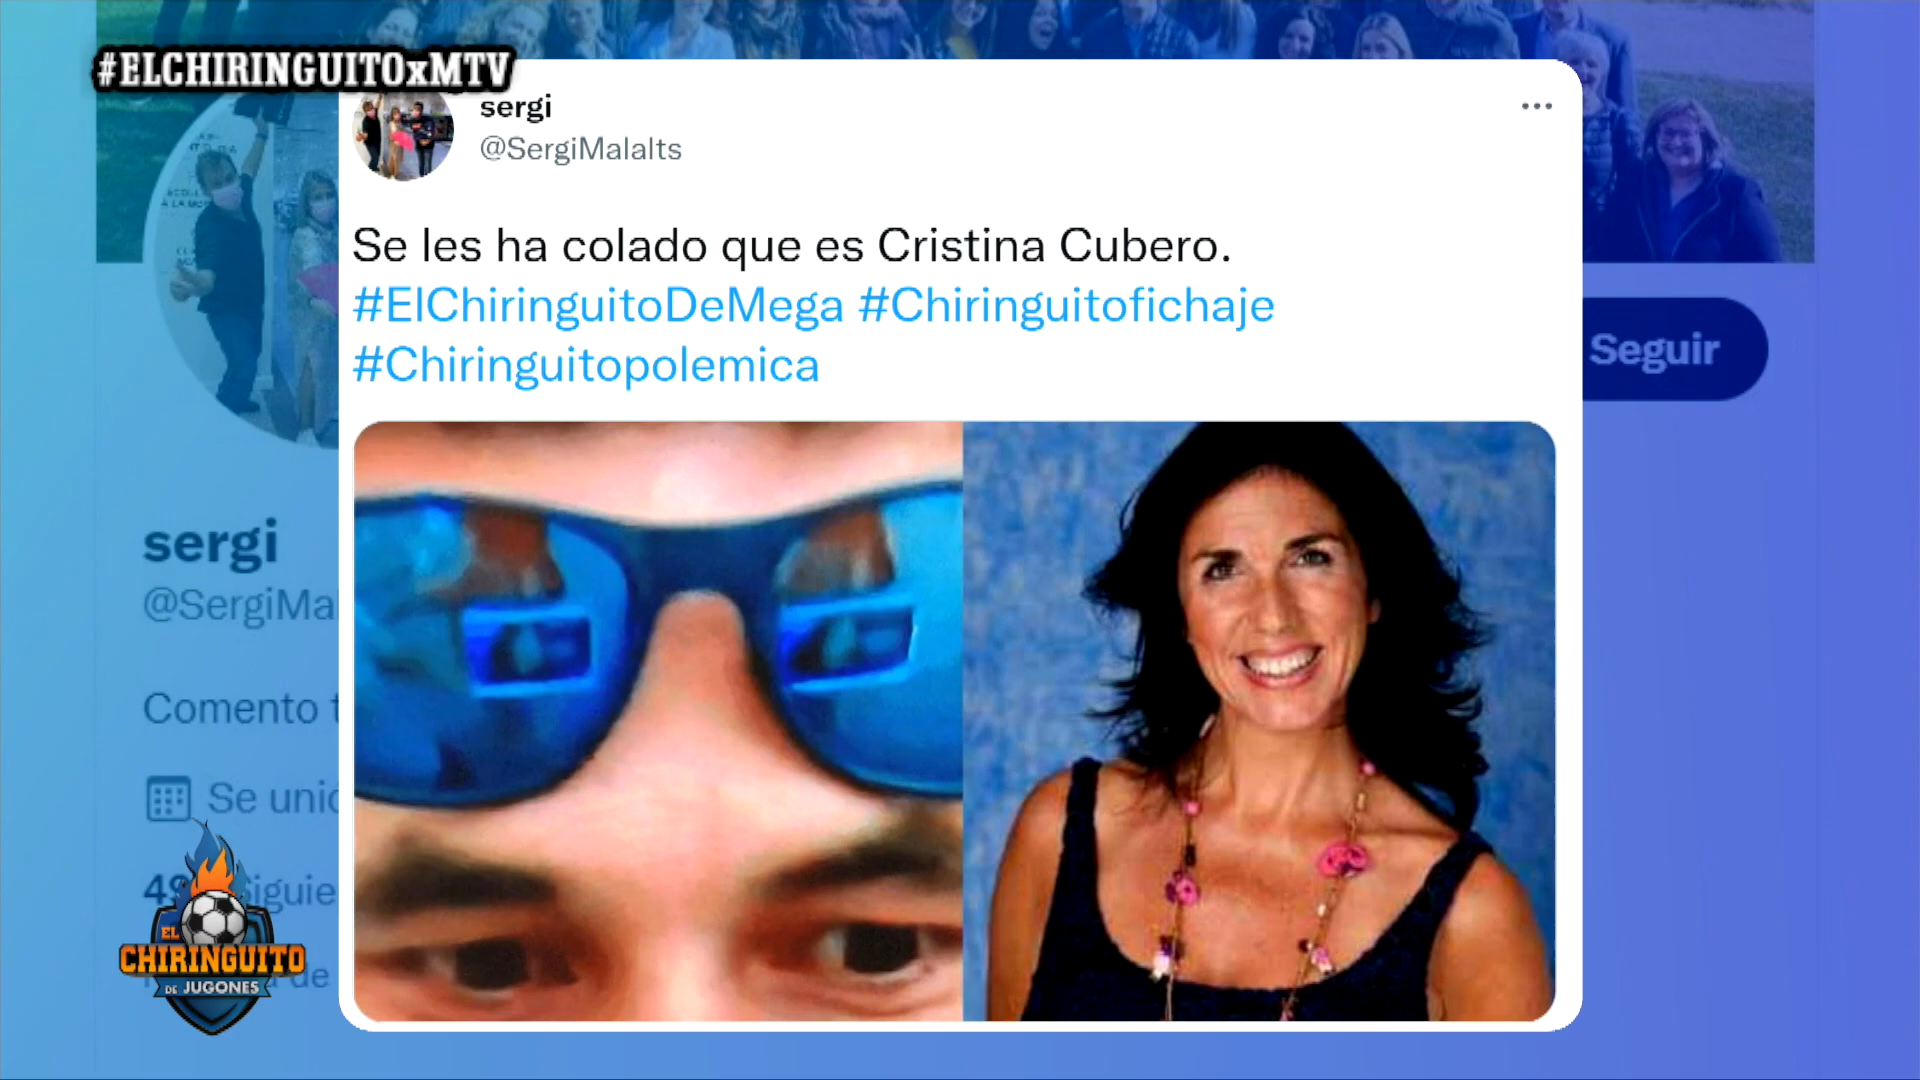 #ELCHIRINGUITOxMTV
sergi
@SergiMalalts
Se les ha colado que es Cristina Cubero.
#ElChiringuitoDeMega #Chiringuitofichaje
#Chiringuitopolemica
Seguir
sergi
@SergiMa
Comento t
Se unió
EL
CHIRINGUITO
DE JUGONES
de